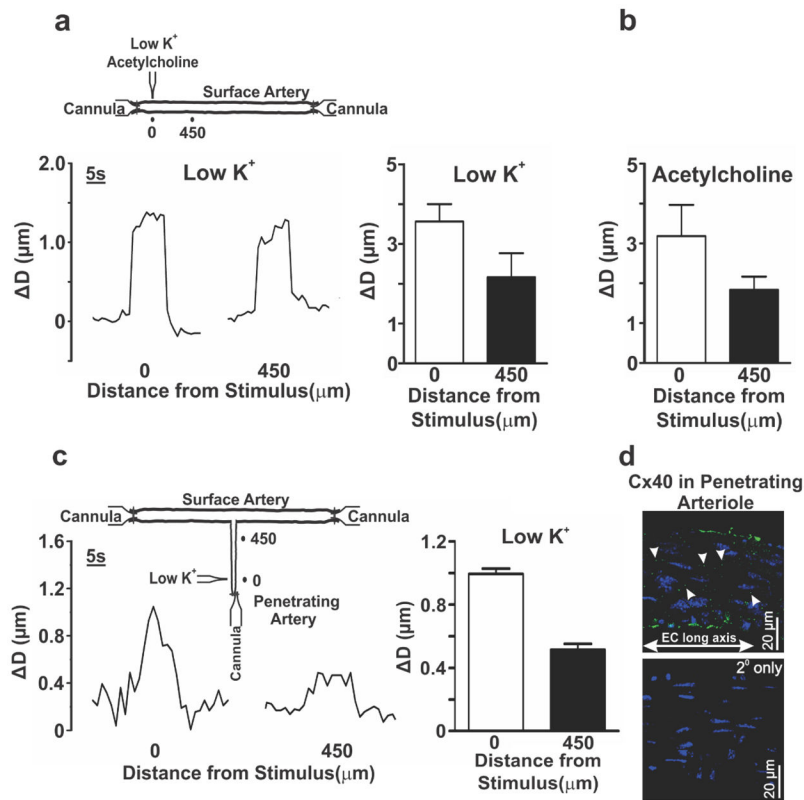 a
b
Low K⁺
Acetylcholine
Surface Artery
Cannula
Cannula
0
450
2.0
1.0
0
ΔD (µm)
5s
Low K⁺
0
450
Distance from Stimulus(µm)
5
3
1
0
ΔD (µm)
Low K⁺
0
450
Distance from
Stimulus(µm)
5
3
1
0
ΔD (µm)
Acetylcholine
0
450
Distance from
Stimulus(µm)
c
d
Surface Artery
Cannula
Cannula
450
Low K⁺
0
Penetrating
Artery
Cannula
1.6
1.2
0.8
0.4
0
ΔD (µm)
5s
0
450
Distance from Stimulus(µm)
1.2
0.8
0.4
0
ΔD (µm)
Low K⁺
0
450
Distance from
Stimulus(µm)
Cx40 in Penetrating
Arteriole
EC long axis
20 µm
2⁰ only
20 µm